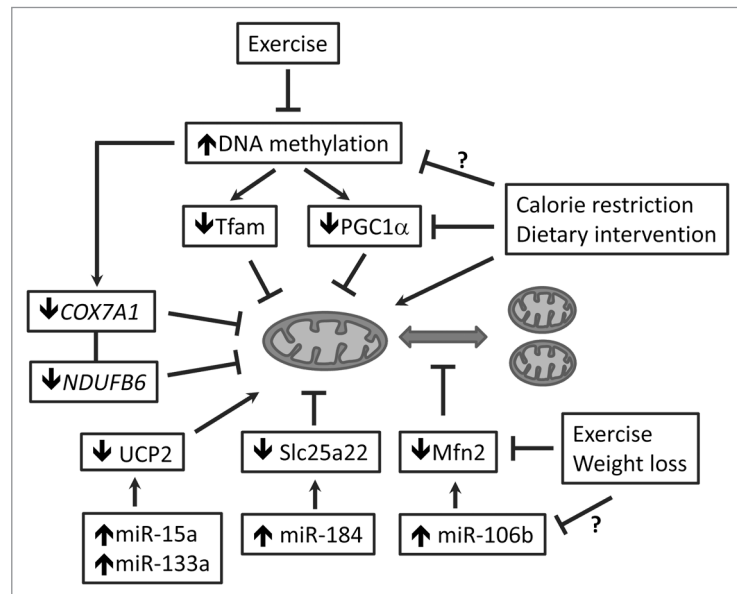 Exercise
↑DNA methylation
?
Calorie restriction
Dietary intervention
↓Tfam
↓PGC1α
↓COX7A1
↓NDUFB6
↓ UCP2
↓ Slc25a22
↓Mfn2
Exercise
Weight loss
↑miR-15a
↑miR-133a
↑ miR-184
↑ miR-106b
?